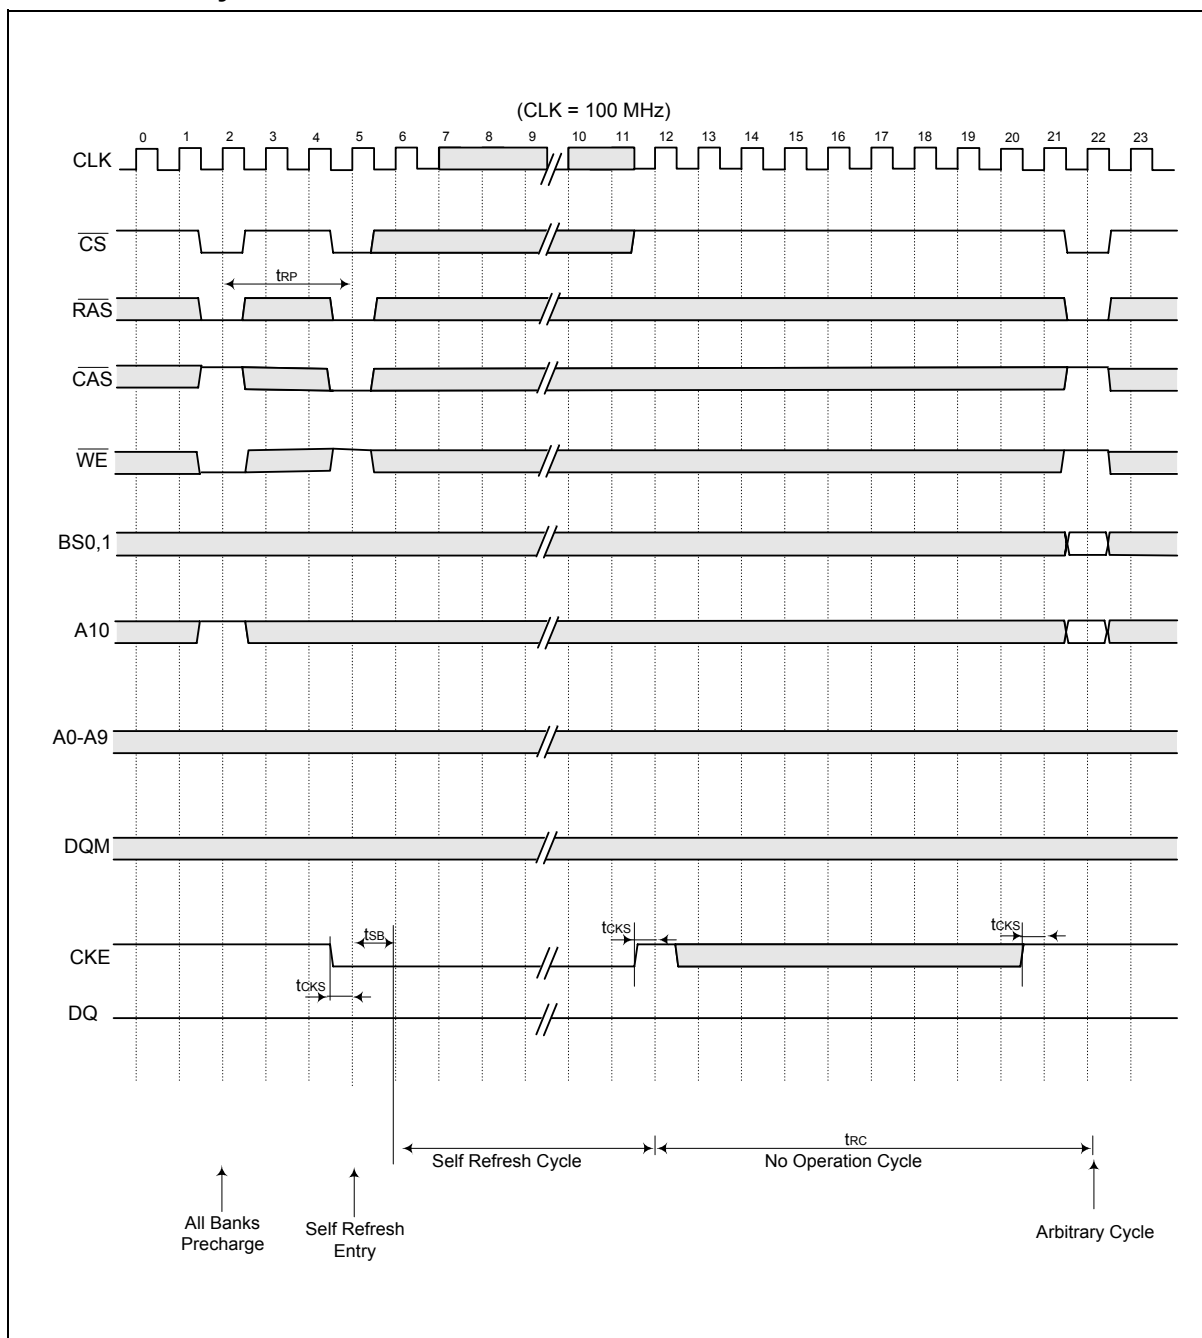 (CLK = 100 MHz)
0 1 2 3 4 5 6 7 8 9 10 11 12 13 14 15 16 17 18 19 20 21 22 23
CLK
CS
tRP
RAS
CAS
WE
BS0,1
A10
A0-A9
DQM
tSB
tCKS
tCKS
CKE
tCKS
DQ
tRC
Self Refresh Cycle
No Operation Cycle
All Banks
Precharge
Self Refresh
Entry
Arbitrary Cycle